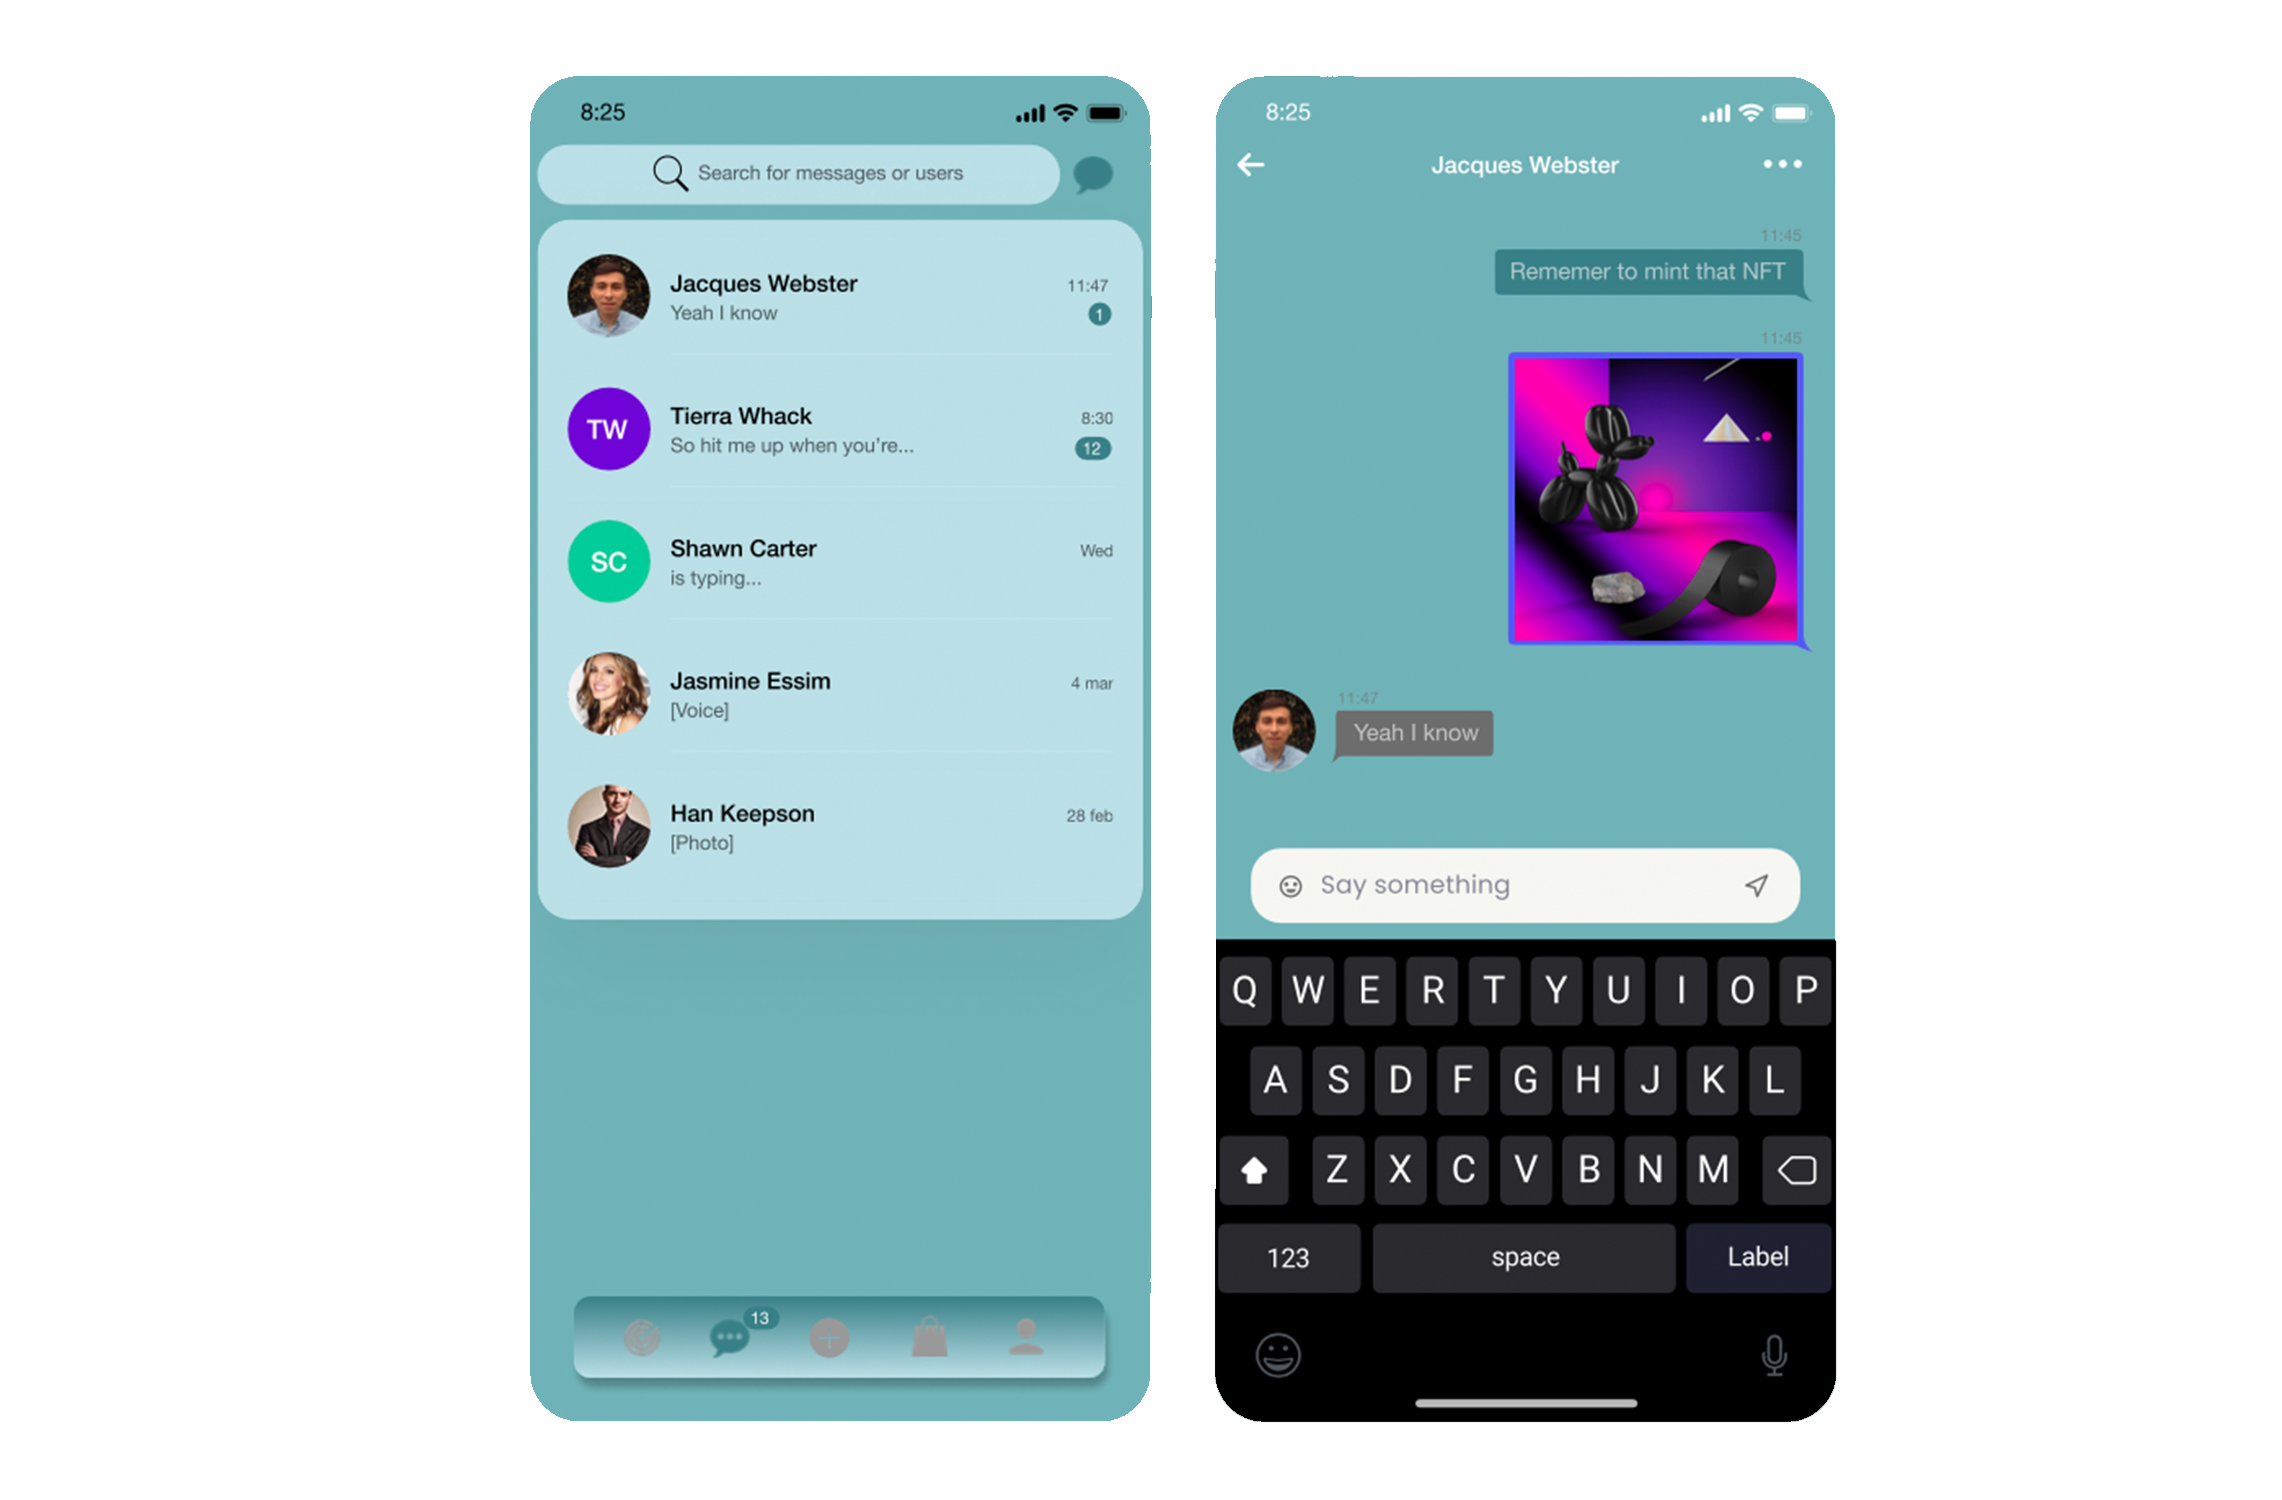 8:25
Search for messages or users
Jacques Webster
11:47
Yeah I know
1
TW
Tierra Whack
8:30
So hit me up when you're...
12
SC
Shawn Carter
Wed
is typing...
Jasmine Essim
4 mar
[Voice]
Han Keepson
28 feb
[Photo]
13
8:25
Jacques Webster
11:45
Rememer to mint that NFT
11:45
11:47
Yeah I know
Say something
Q W E R T Y U I O P
A S D F G H J K L
Z X C V B N M
123 space Label